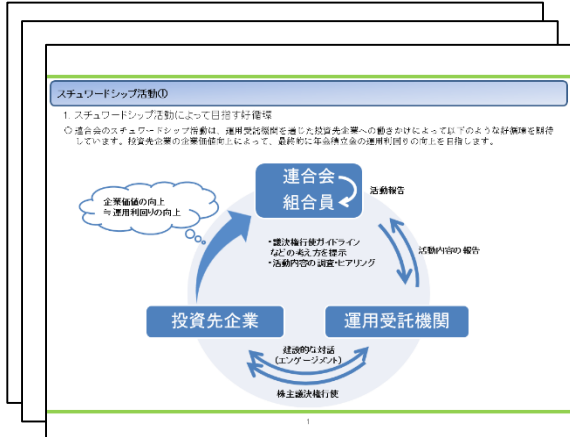 スチュワードシップ活動①
1. スチュワードシップ活動によって目指す好循環
○ 連合会のスチュワードシップ活動は、運用受託機関を通じた投資先企業への働きかけによって以下のような好循環を期待
しています。投資先企業の企業価値向上によって、最終的に年金積立金の運用利回りの向上を目指します。
連合会
組合員
活動報告
企業価値の向上
≒運用利回りの向上
・議決権行使ガイドライン
などの考え方を提示
・活動内容の調査・ヒアリング
活動内容の報告
投資先企業
運用受託機関
建設的な対話
(エンゲージメント)
株主議決権行使
1